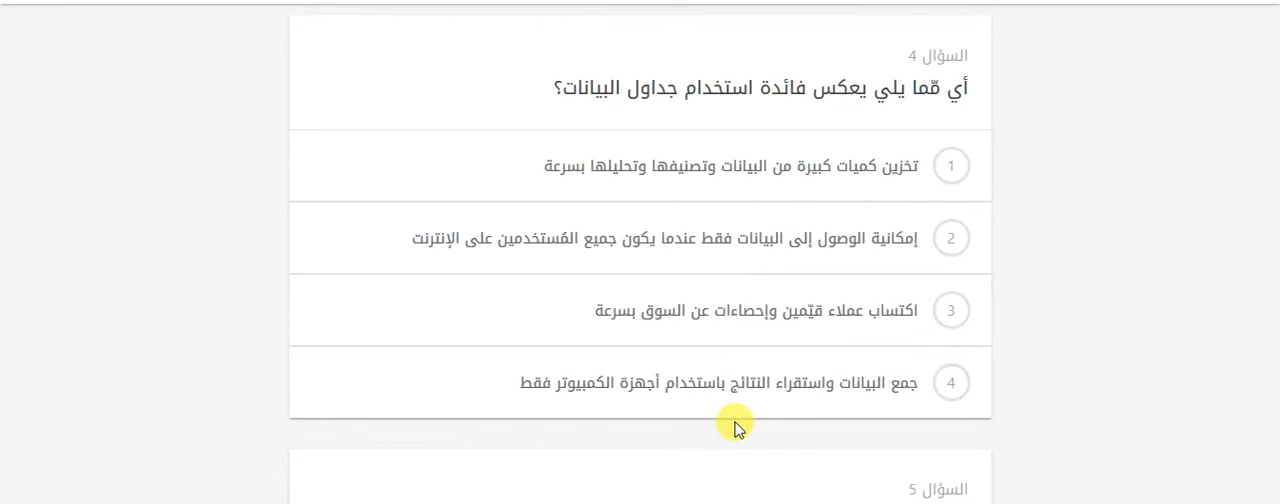 السؤال 4
أي مّما يلي يعكس فائدة استخدام جداول البيانات؟
1 تخزين كميات كبيرة من البيانات وتصنيفها وتحليلها بسرعة
2 إمكانية الوصول إلى البيانات فقط عندما يكون جميع المُستخدمين على الإنترنت
3 اكتساب عملاء قيّمين وإحصاءات عن السوق بسرعة
4 جمع البيانات واستقراء النتائج باستخدام أجهزة الكمبيوتر فقط
السؤال 5